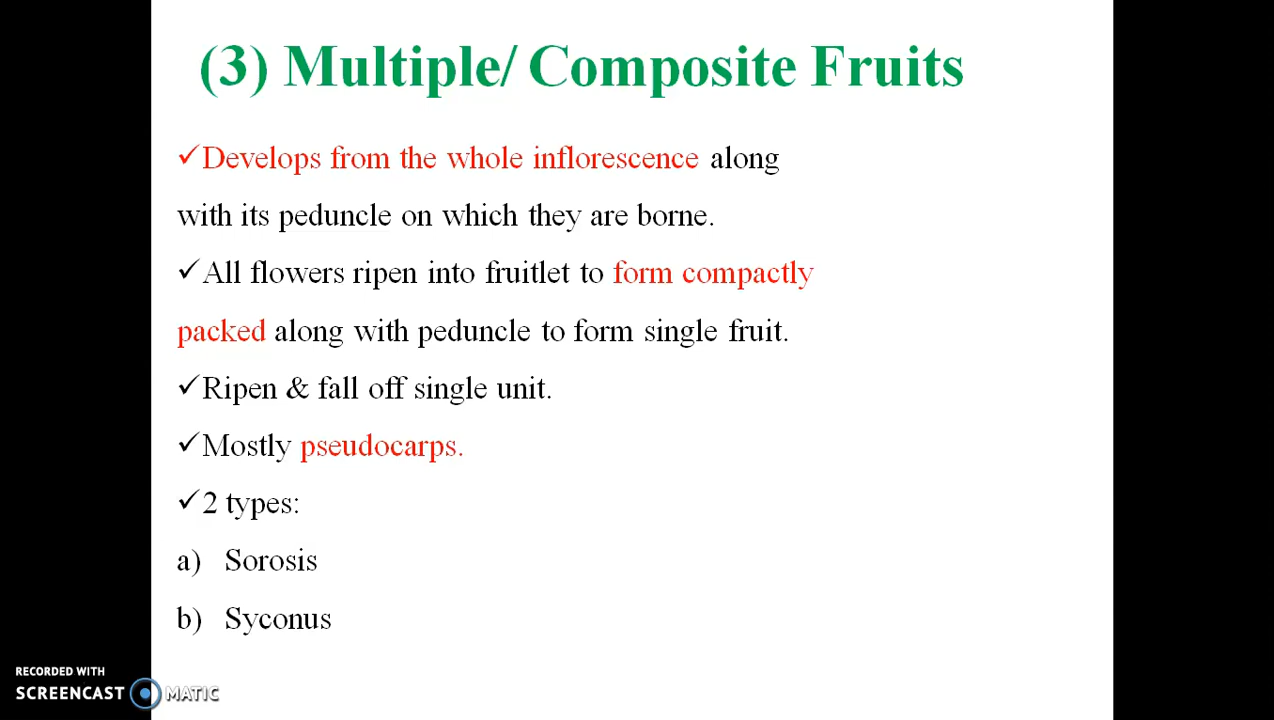 (3) Multiple/ Composite Fruits
✓Develops from the whole inflorescence along
with its peduncle on which they are borne.
✓All flowers ripen into fruitlet to form compactly
packed along with peduncle to form single fruit.
✓Ripen & fall off single unit.
✓Mostly pseudocarps.
✓2 types:
a) Sorosis
b) Syconus
RECORDED WITH
SCREENCAST MATIC